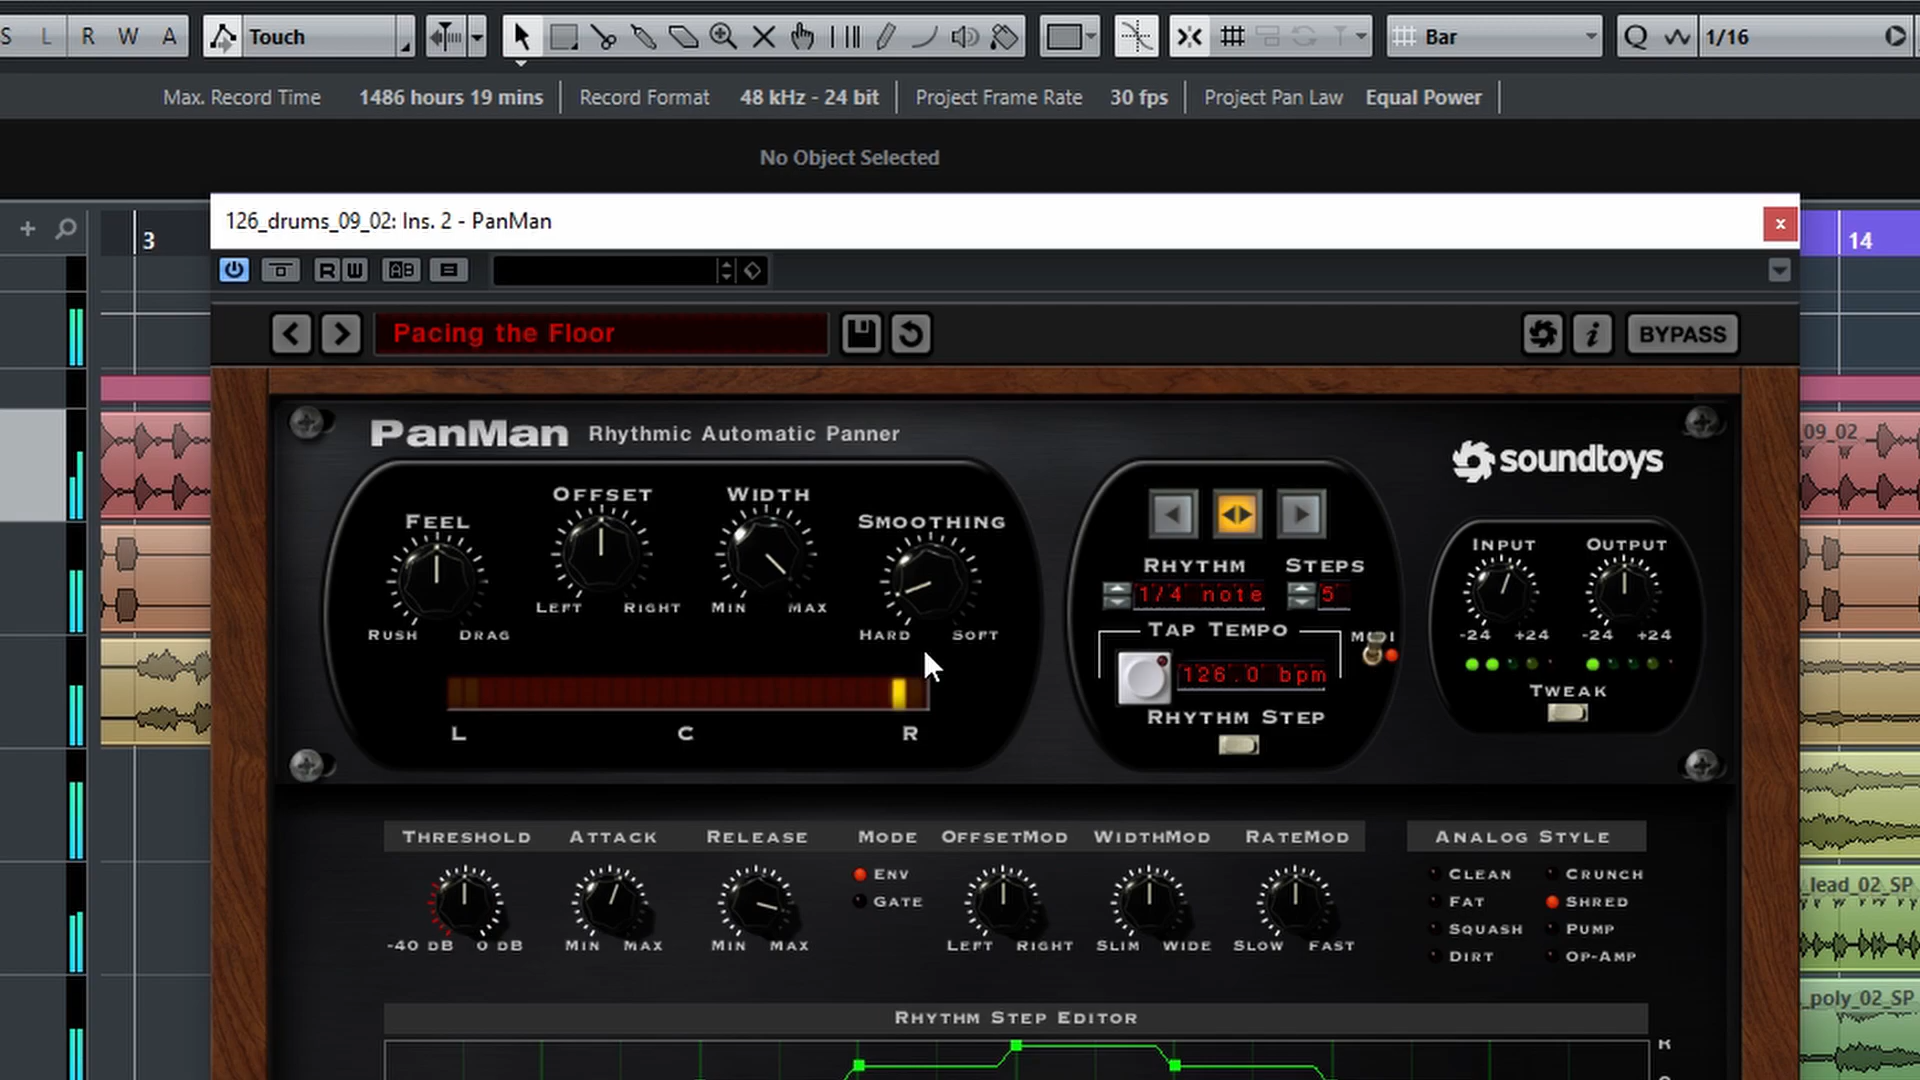 S L R W A Touch Bar Q 1/16
Max. Record Time 1486 hours 19 mins Record Format 48 kHz - 24 bit Project Frame Rate 30 fps Project Pan Law Equal Power
No Object Selected
126_drums_09_02: Ins. 2 - PanMan x
3 14
R W AB
Pacing the Floor i BYPASS
PanMan Rhythmic Automatic Panner
soundtoys
09_02
OFFSET WIDTH
FEEL SMOOTHING
LEFT RIGHT MIN MAX
RUSH DRAG HARD SOFT
L C R
RHYTHM STEPS
1/4 note 5
TAP TEMPO
MIDI
126.0 bpm
RHYTHM STEP
INPUT OUTPUT
-24 +24 -24 +24
TWEAK
THRESHOLD ATTACK RELEASE MODE OFFSETMOD WIDTHMOD RATEMOD ANALOG STYLE
ENV CLEAN CRUNCH
GATE FAT SHRED
SQUASH PUMP
-40 DB 0 DB MIN MAX MIN MAX LEFT RIGHT SLIM WIDE SLOW FAST DIRT OP-AMP
_lead_02_SP
_poly_02_SP
RHYTHM STEP EDITOR
R